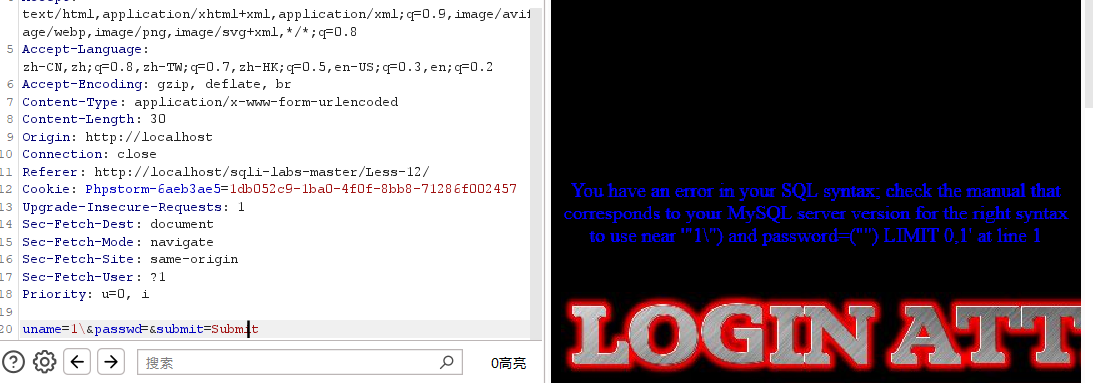 text/html,application/xhtml+xml,application/xml;q=0.9,image/avif
age/webp,image/png,image/svg+xml,*/*;q=0.8
5 Accept-Language:
zh-CN,zh;q=0.8,zh-TW;q=0.7,zh-HK;q=0.5,en-US;q=0.3,en;q=0.2
6 Accept-Encoding: gzip, deflate, br
7 Content-Type: application/x-www-form-urlencoded
8 Content-Length: 30
9 Origin: http://localhost
10 Connection: close
11 Referer: http://localhost/sqli-labs-master/Less-12/
12 Cookie: Phpstorm-6aeb3ae5=1db052c9-1ba0-4f0f-8bb8-71286f002457
13 Upgrade-Insecure-Requests: 1
14 Sec-Fetch-Dest: document
15 Sec-Fetch-Mode: navigate
16 Sec-Fetch-Site: same-origin
17 Sec-Fetch-User: ?1
18 Priority: u=0, i
19
20 uname=1\&passwd=&submit=Submit
搜索
0高亮
You have an error in your SQL syntax; check the manual that
corresponds to your MySQL server version for the right syntax
to use near '"1\") and password=("") LIMIT 0,1' at line 1
LOGIN ATT